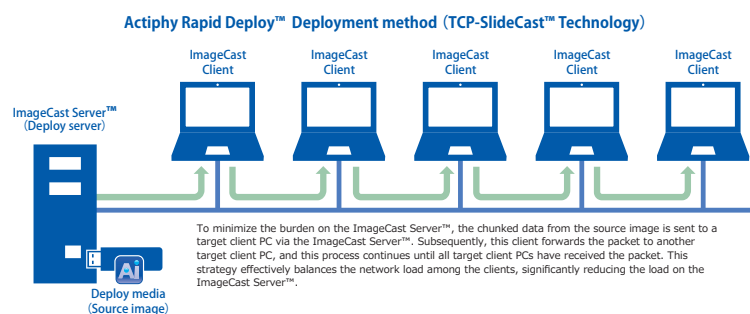 Actiphy Rapid Deploy™ Deployment method（TCP-SlideCast™ Technology）
ImageCast
Client
ImageCast
Client
ImageCast
Client
ImageCast
Client
ImageCast
Client
ImageCast Server™
（Deploy server）
To minimize the burden on the ImageCast Server™, the chunked data from the source image is sent to a
target client PC via the ImageCast Server™. Subsequently, this client forwards the packet to another
target client PC, and this process continues until all target client PCs have received the packet. This
strategy effectively balances the network load among the clients, significantly reducing the load on the
ImageCast Server™.
Ai
Deploy media
（Source image）